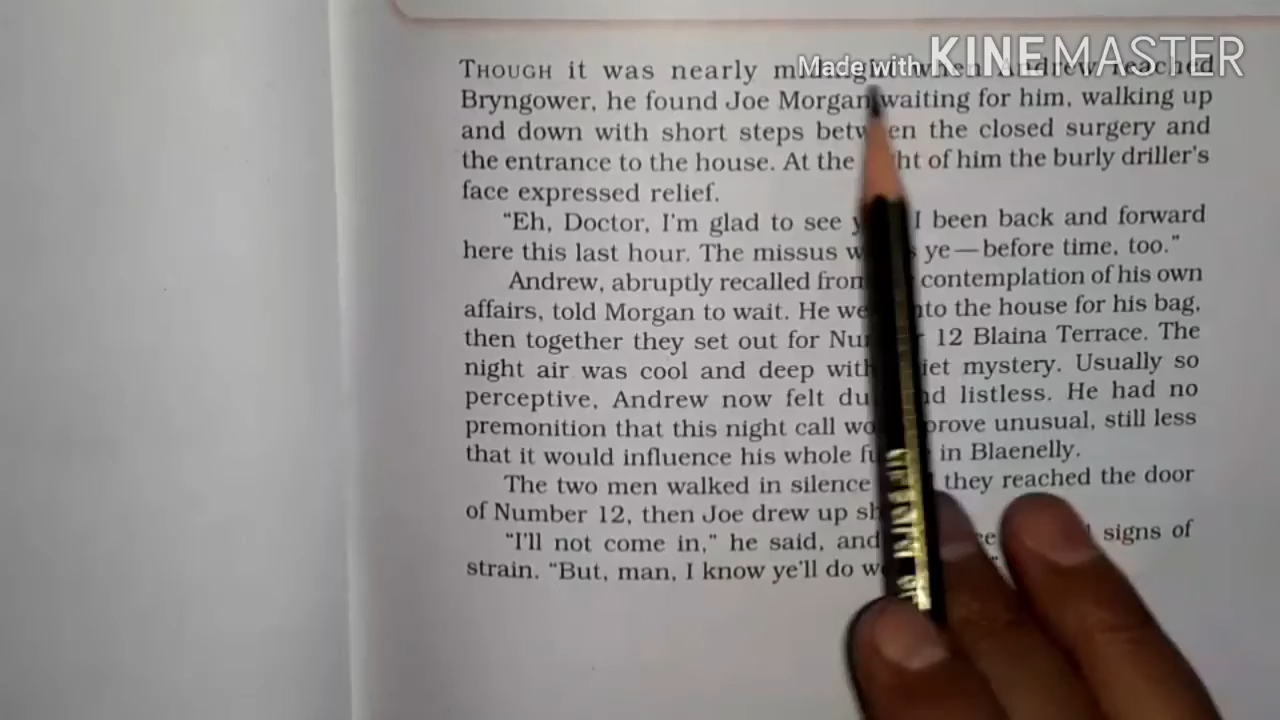 Made with KINEMASTER
THOUGH it was nearly when Andrew reached
Bryngower, he found Joe Morgan waiting for him, walking up
and down with short steps between the closed surgery and
the entrance to the house. At the of him the burly driller's
face expressed relief.
"Eh, Doctor, I'm glad to see I been back and forward
here this last hour. The missus ye—before time, too."
Andrew, abruptly recalled from contemplation of his own
affairs, told Morgan to wait. He into the house for his bag,
then together they set out for 12 Blaina Terrace. The
night air was cool and deep with mystery. Usually so
perceptive, Andrew now felt listless. He had no
premonition that this night call prove unusual, still less
that it would influence his whole in Blaenelly.
The two men walked in silence they reached the door
of Number 12, then Joe drew up
"I'll not come in," he said, and signs of
strain. "But, man, I know ye'll do